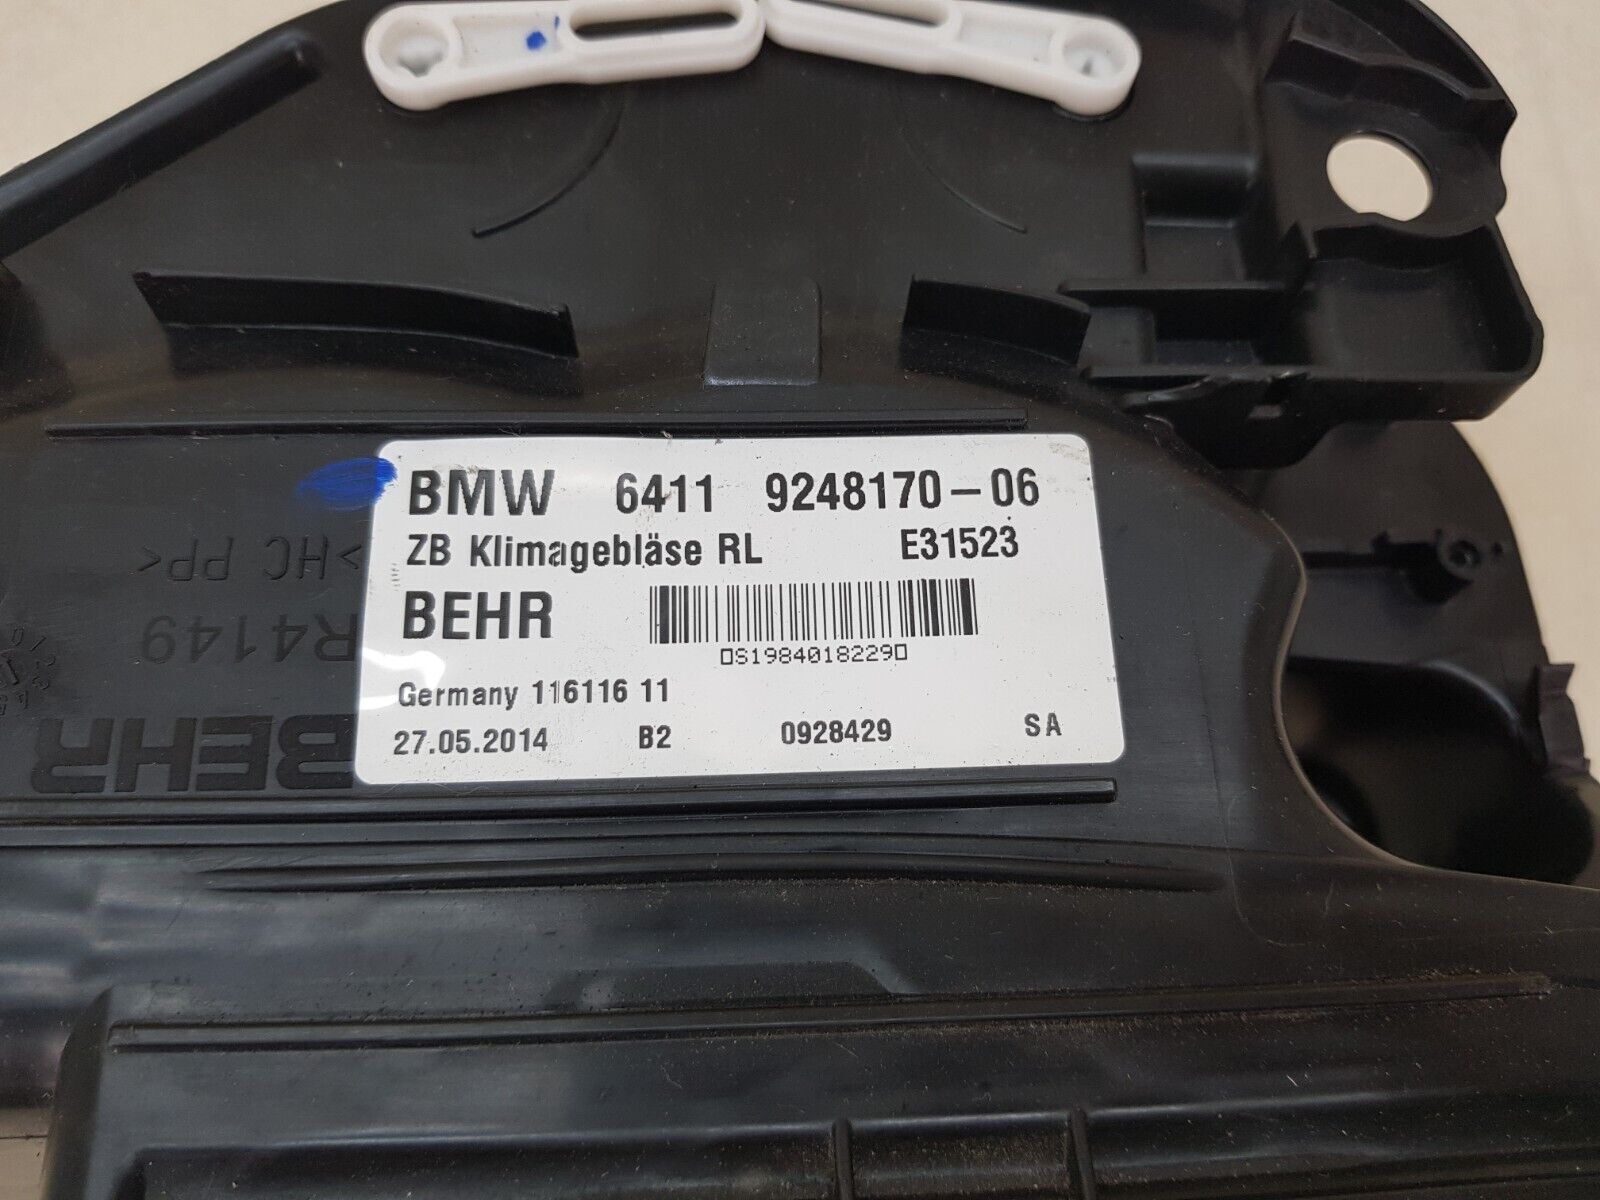 BMW 6411 9248170-06
ZB Klimagebläse RL E31523
BEHR
S1984018229
Germany 116116 11
27.05.2014 B2 0928429 SA
>HC PP<
R4149
BEHR